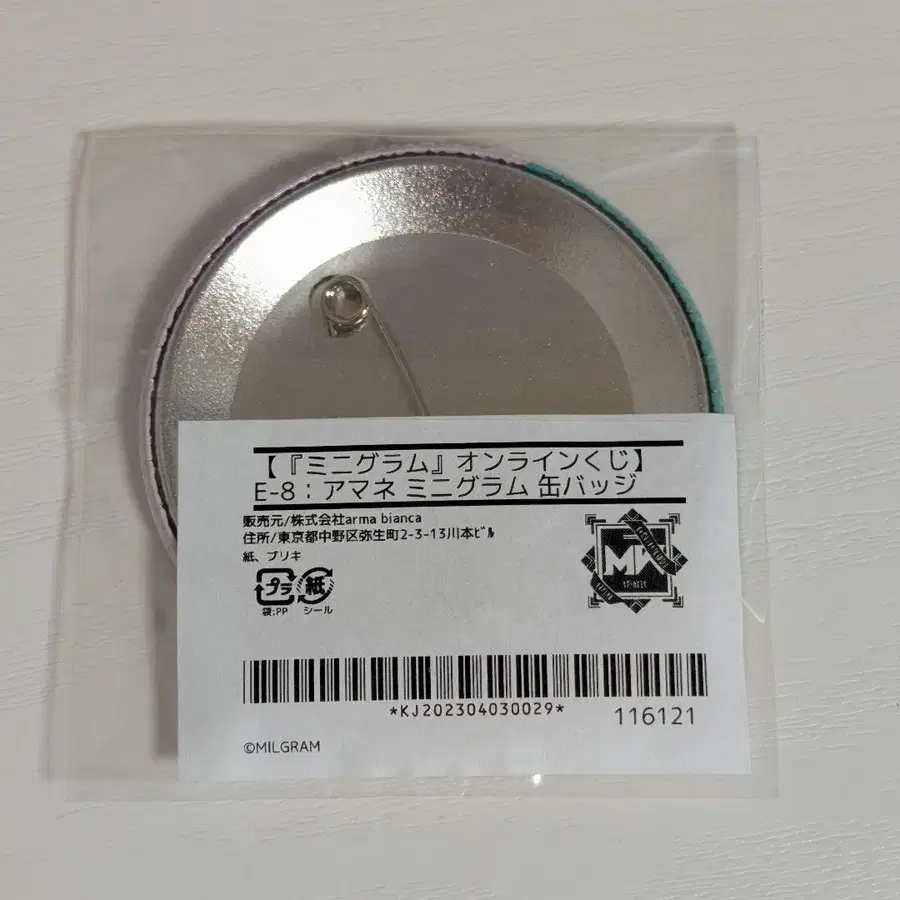 【『ミニグラム』オンラインくじ】
E-8：アマネ ミニグラム 缶バッジ
販売元/株式会社arma bianca
住所/東京都中野区弥生町2-3-13川本ﾋﾞﾙ
紙、ブリキ
プラ 紙
袋:PP シール
*KJ202304030029*
116121
©MILGRAM